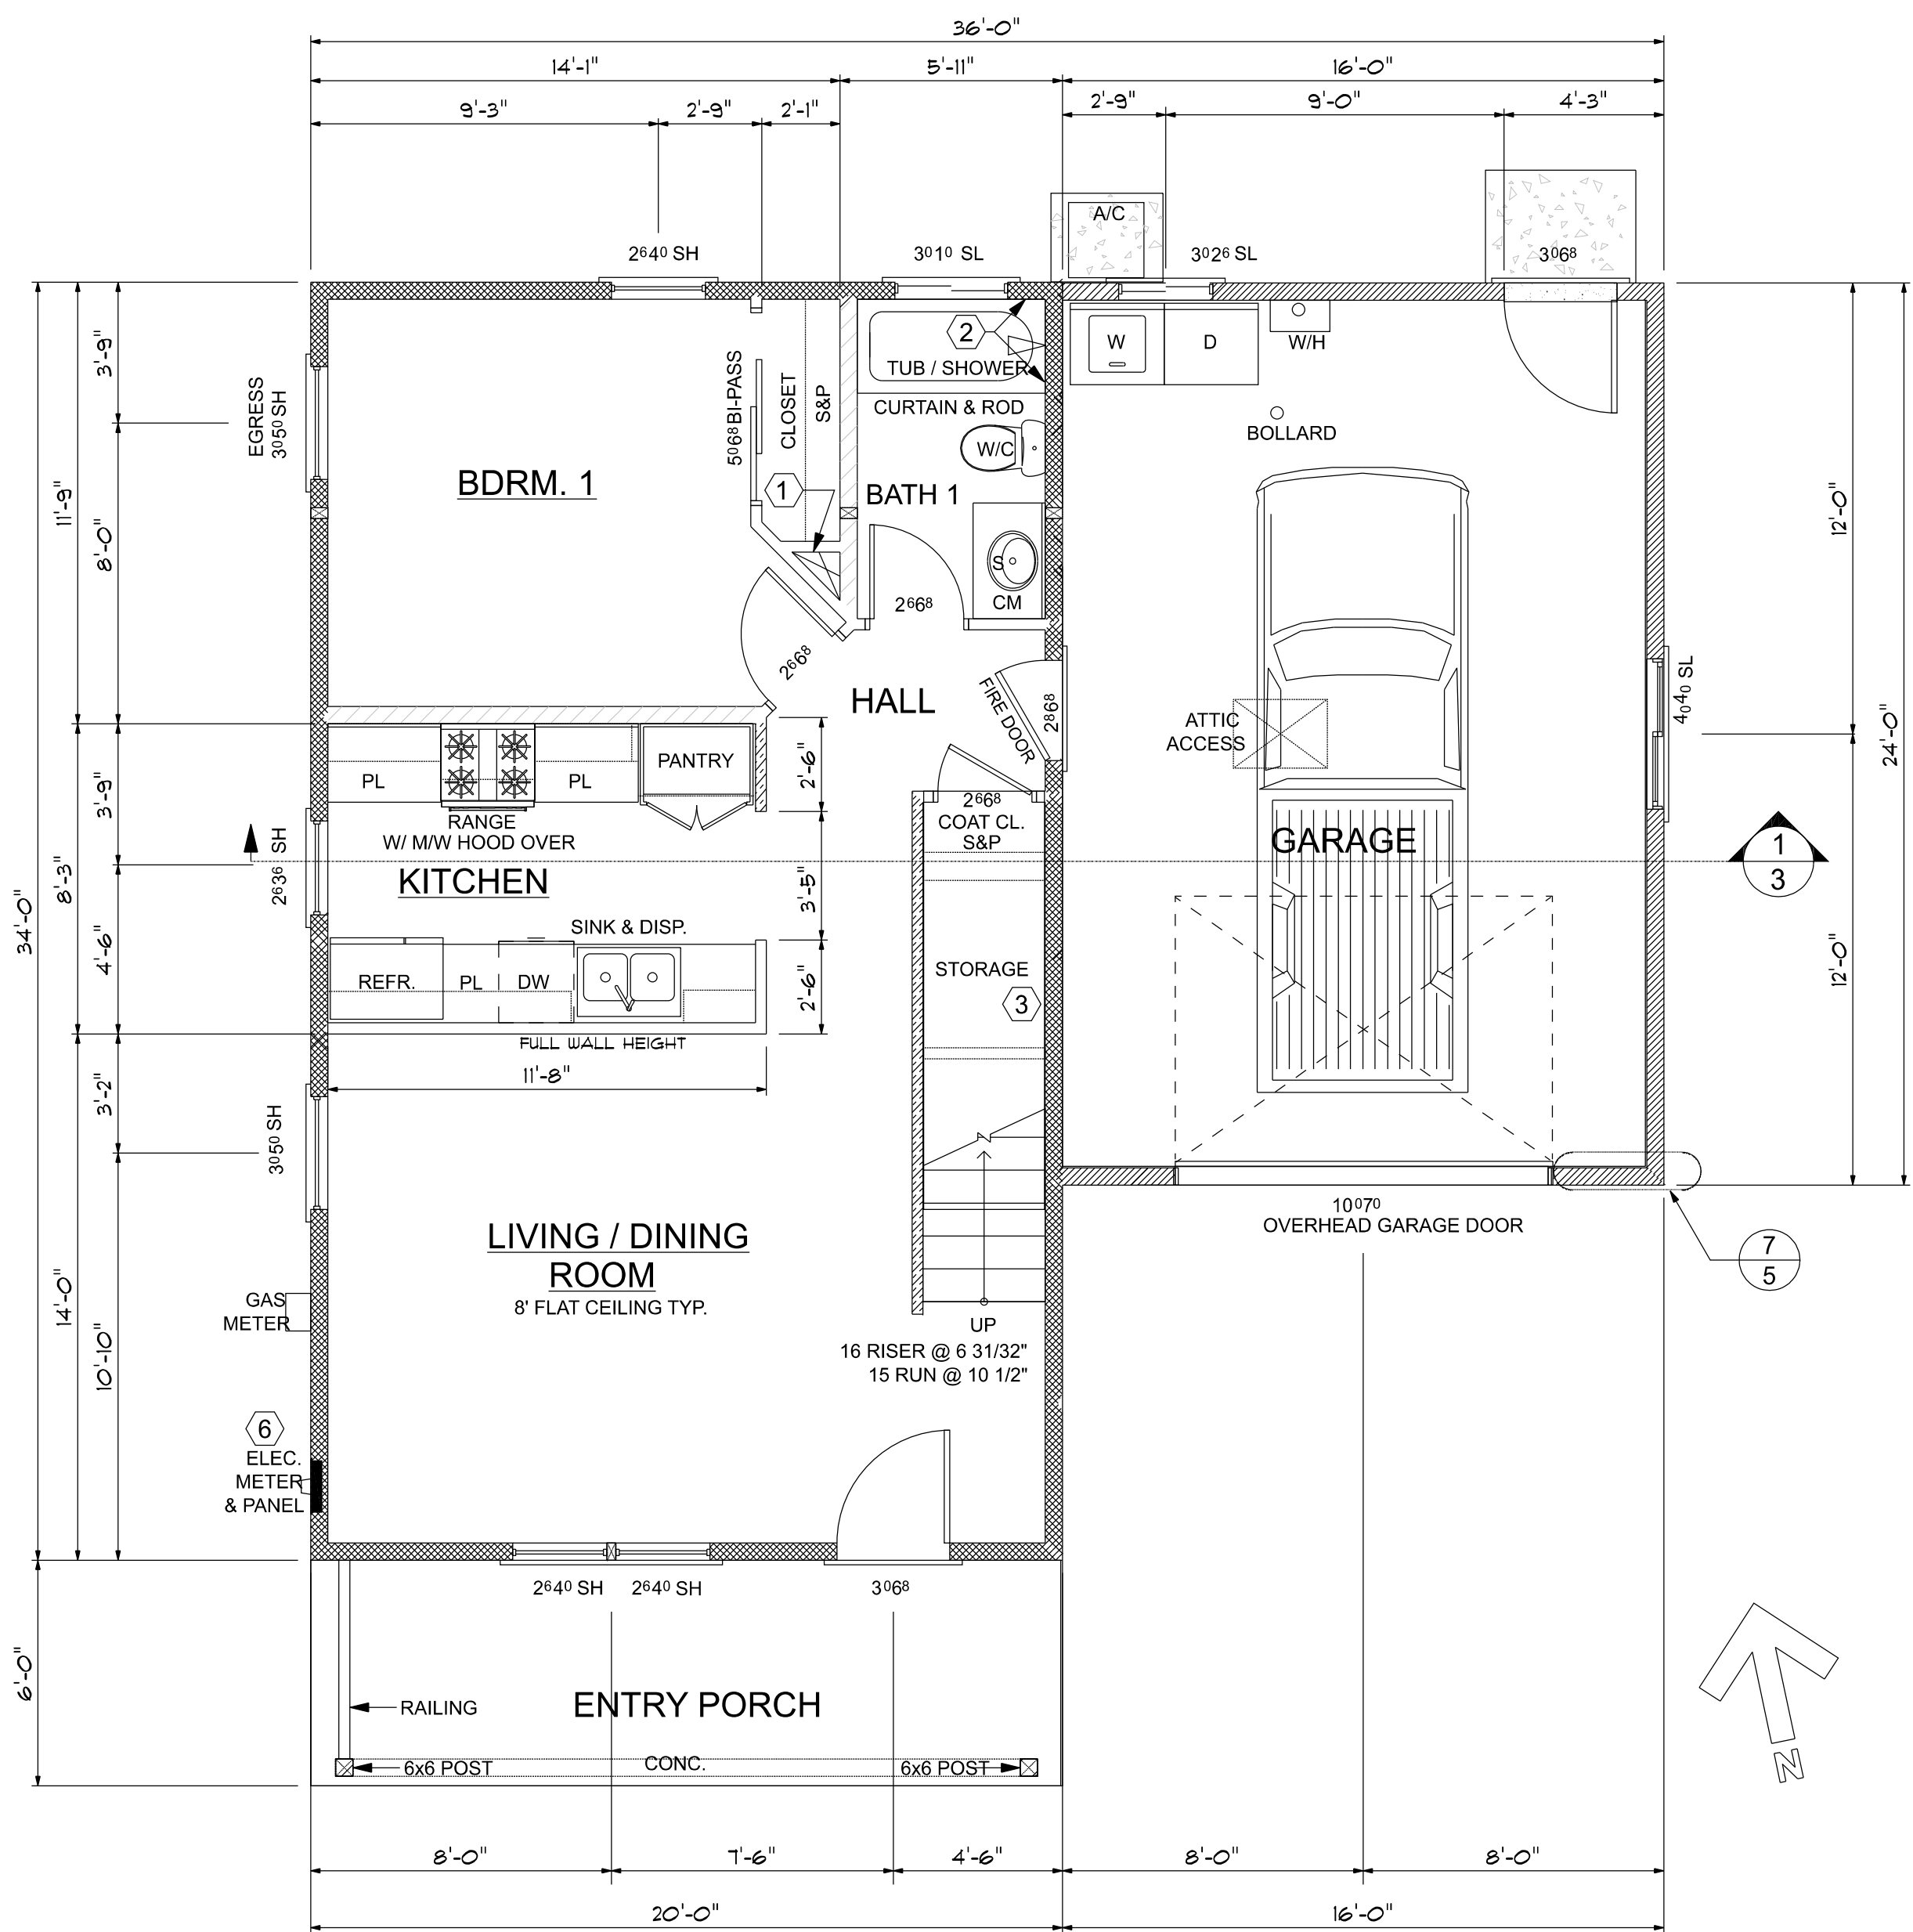 36'-0"
14'-1" 5'-11" 16'-0"
9'-3" 2'-9" 2'-1" 2'-9" 9'-0" 4'-3"
A/C
2640 SH 3010 SL 3026 SL 3068
EGRESS
3050 SH
3'-9"
11'-9"
8'-0"
34'-0"
BDRM. 1
5068 BI-PASS
CLOSET
S&P
1
2
TUB / SHOWER
CURTAIN & ROD
W/C
BATH 1
S
CM
2668
2668
W D W/H
BOLLARD
12'-0"
24'-0"
HALL
FIRE DOOR
2868
ATTIC
ACCESS
4040 SL
PL PL PANTRY
RANGE
W/ M/W HOOD OVER
2'-6"
2668
COAT CL.
S&P
GARAGE
1
3
3'-9"
8'-3"
2636 SH
KITCHEN
3'-5"
4'-6"
SINK & DISP.
REFR. PL DW
2'-6"
STORAGE
3
12'-0"
FULL WALL HEIGHT
11'-8"
3'-2"
3050 SH
LIVING / DINING
ROOM
8' FLAT CEILING TYP.
1070
OVERHEAD GARAGE DOOR
7
5
14'-0"
10'-10"
GAS
METER
UP
16 RISER @ 6 31/32"
15 RUN @ 10 1/2"
6
ELEC.
METER
& PANEL
2640 SH 2640 SH 3068
6'-0"
RAILING
ENTRY PORCH
6x6 POST CONC. 6x6 POST
N
8'-0" 7'-6" 4'-6" 8'-0" 8'-0"
20'-0" 16'-0"